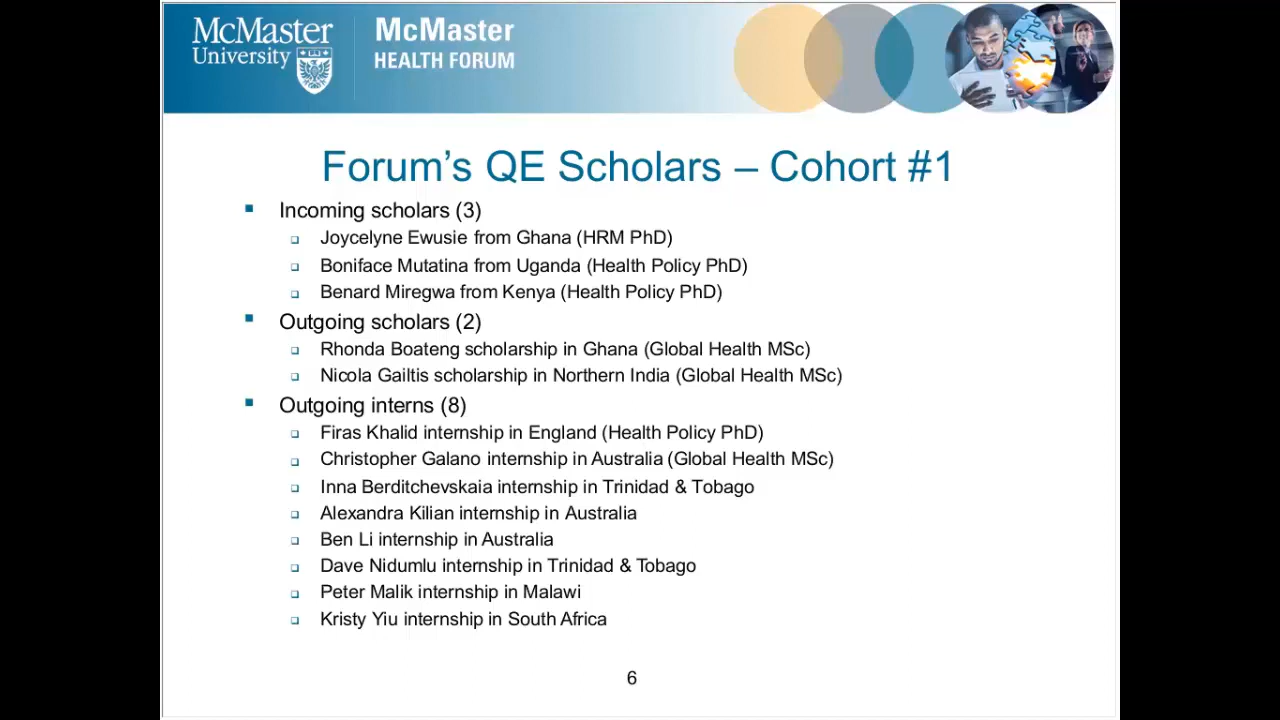 McMaster
University
McMaster
HEALTH FORUM
Forum's QE Scholars – Cohort #1
Incoming scholars (3)
Joycelyne Ewusie from Ghana (HRM PhD)
Boniface Mutatina from Uganda (Health Policy PhD)
Benard Miregwa from Kenya (Health Policy PhD)
Outgoing scholars (2)
Rhonda Boateng scholarship in Ghana (Global Health MSc)
Nicola Gailtis scholarship in Northern India (Global Health MSc)
Outgoing interns (8)
Firas Khalid internship in England (Health Policy PhD)
Christopher Galano internship in Australia (Global Health MSc)
Inna Berditchevskaia internship in Trinidad & Tobago
Alexandra Kilian internship in Australia
Ben Li internship in Australia
Dave Nidumlu internship in Trinidad & Tobago
Peter Malik internship in Malawi
Kristy Yiu internship in South Africa
6